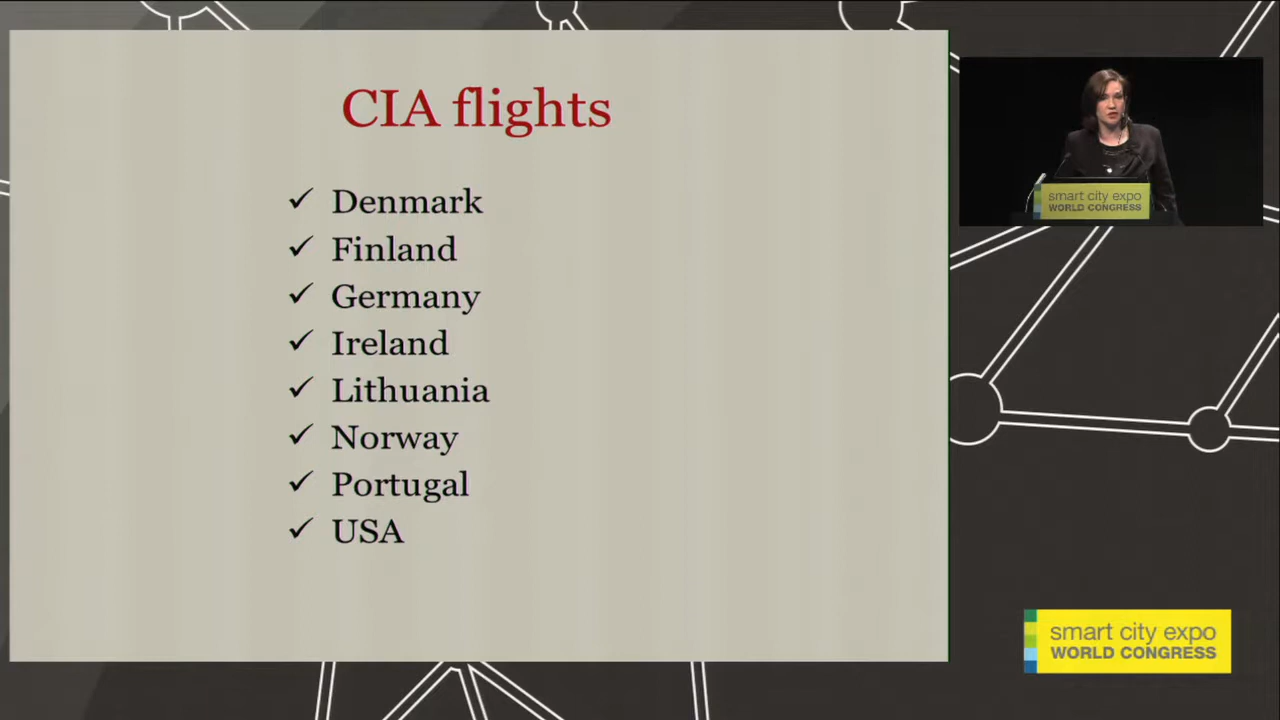 CIA flights
✓ Denmark
✓ Finland
✓ Germany
✓ Ireland
✓ Lithuania
✓ Norway
✓ Portugal
✓ USA
smart city expo
WORLD CONGRESS
smart city expo
WORLD CONGRESS